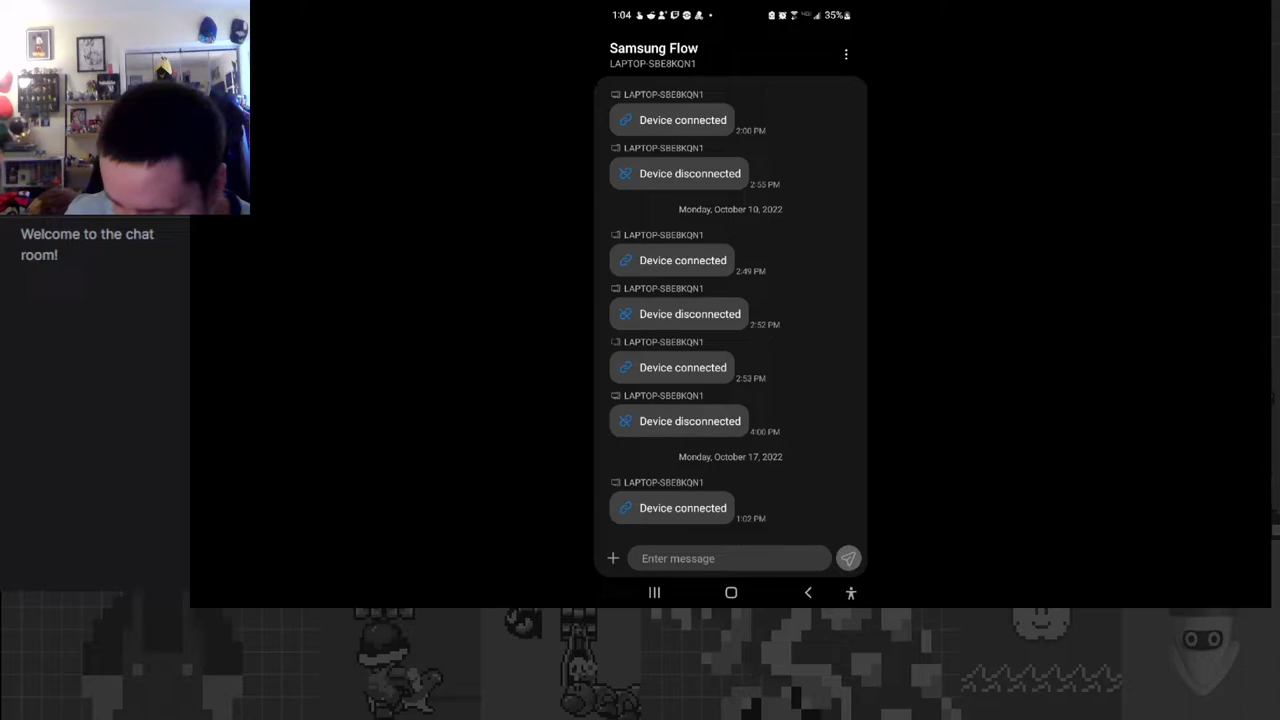 1:04
35%
Samsung Flow
LAPTOP-SBE8KQN1
LAPTOP-SBE8KQN1
Device connected
2:00 PM
LAPTOP-SBE8KQN1
Device disconnected
2:55 PM
Monday, October 10, 2022
LAPTOP-SBE8KQN1
Device connected
2:49 PM
LAPTOP-SBE8KQN1
Device disconnected
2:52 PM
LAPTOP-SBE8KQN1
Device connected
2:53 PM
LAPTOP-SBE8KQN1
Device disconnected
4:00 PM
Monday, October 17, 2022
LAPTOP-SBE8KQN1
Device connected
1:02 PM
Enter message
Welcome to the chat
room!